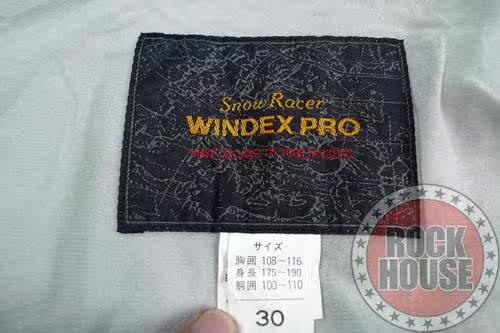 Snow Racer
WINDEX PRO
サイズ
胸囲 108～116
身長 175～190
胴囲 100～110
30
ROCK
HOUSE